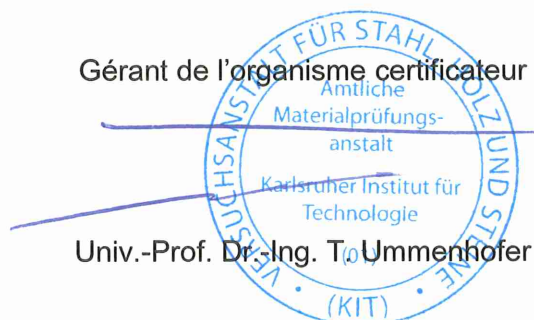 Gérant de l'organisme certificateur
VERSUCHSANSTALT FÜR STAHL, HOLZ UND STEINE
Amtliche
Materialprüfungs-
anstalt
Karlsruher Institut für
Technologie
Univ.-Prof. Dr.-Ing. T. Ummenhofer
(01)
• (KIT) •